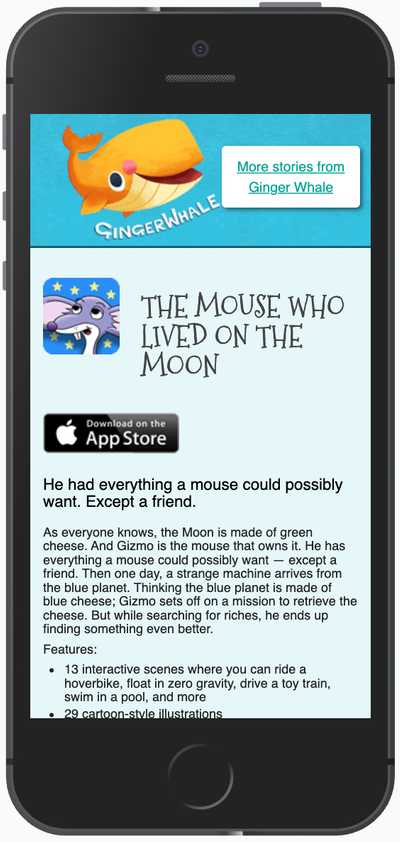 GINGERWHALE
More stories from
Ginger Whale
THE MOUSE WHO
LIVED ON THE
MOON
Download on the
App Store
He had everything a mouse could possibly
want. Except a friend.
As everyone knows, the Moon is made of green
cheese. And Gizmo is the mouse that owns it. He has
everything a mouse could possibly want — except a
friend. Then one day, a strange machine arrives from
the blue planet. Thinking the blue planet is made of
blue cheese; Gizmo sets off on a mission to retrieve the
cheese. But while searching for riches, he ends up
finding something even better.
Features:
• 13 interactive scenes where you can ride a
hoverbike, float in zero gravity, drive a toy train,
swim in a pool, and more
• 29 cartoon-style illustrations